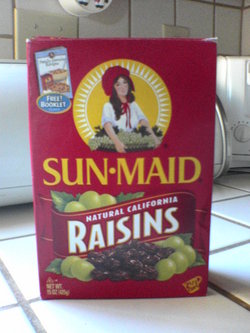 FREE!
BOOKLET
SUN•MAID
NATURAL CALIFORNIA
RAISINS
NET WT.
15 OZ (425g)